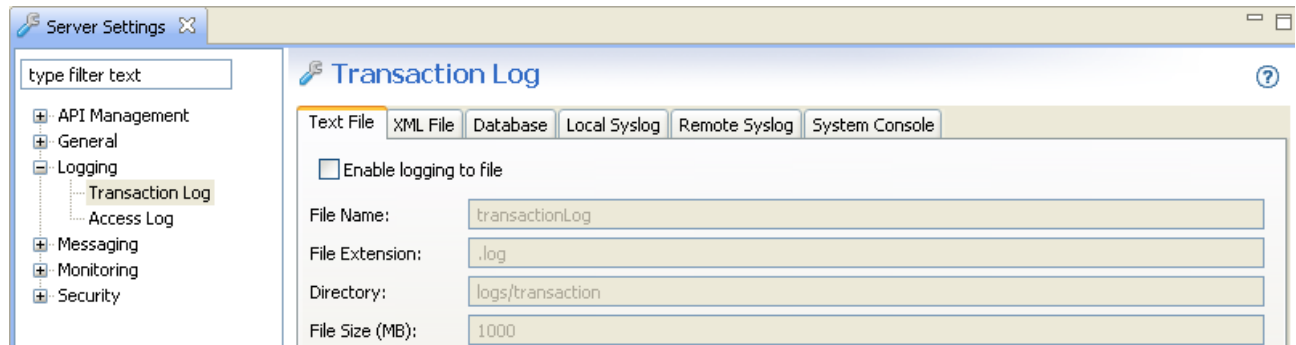 Server Settings
type filter text
API Management
General
Logging
Transaction Log
Access Log
Messaging
Monitoring
Security
Transaction Log
?
Text File XML File Database Local Syslog Remote Syslog System Console
Enable logging to file
File Name: transactionLog
File Extension: .log
Directory: logs/transaction
File Size (MB): 1000